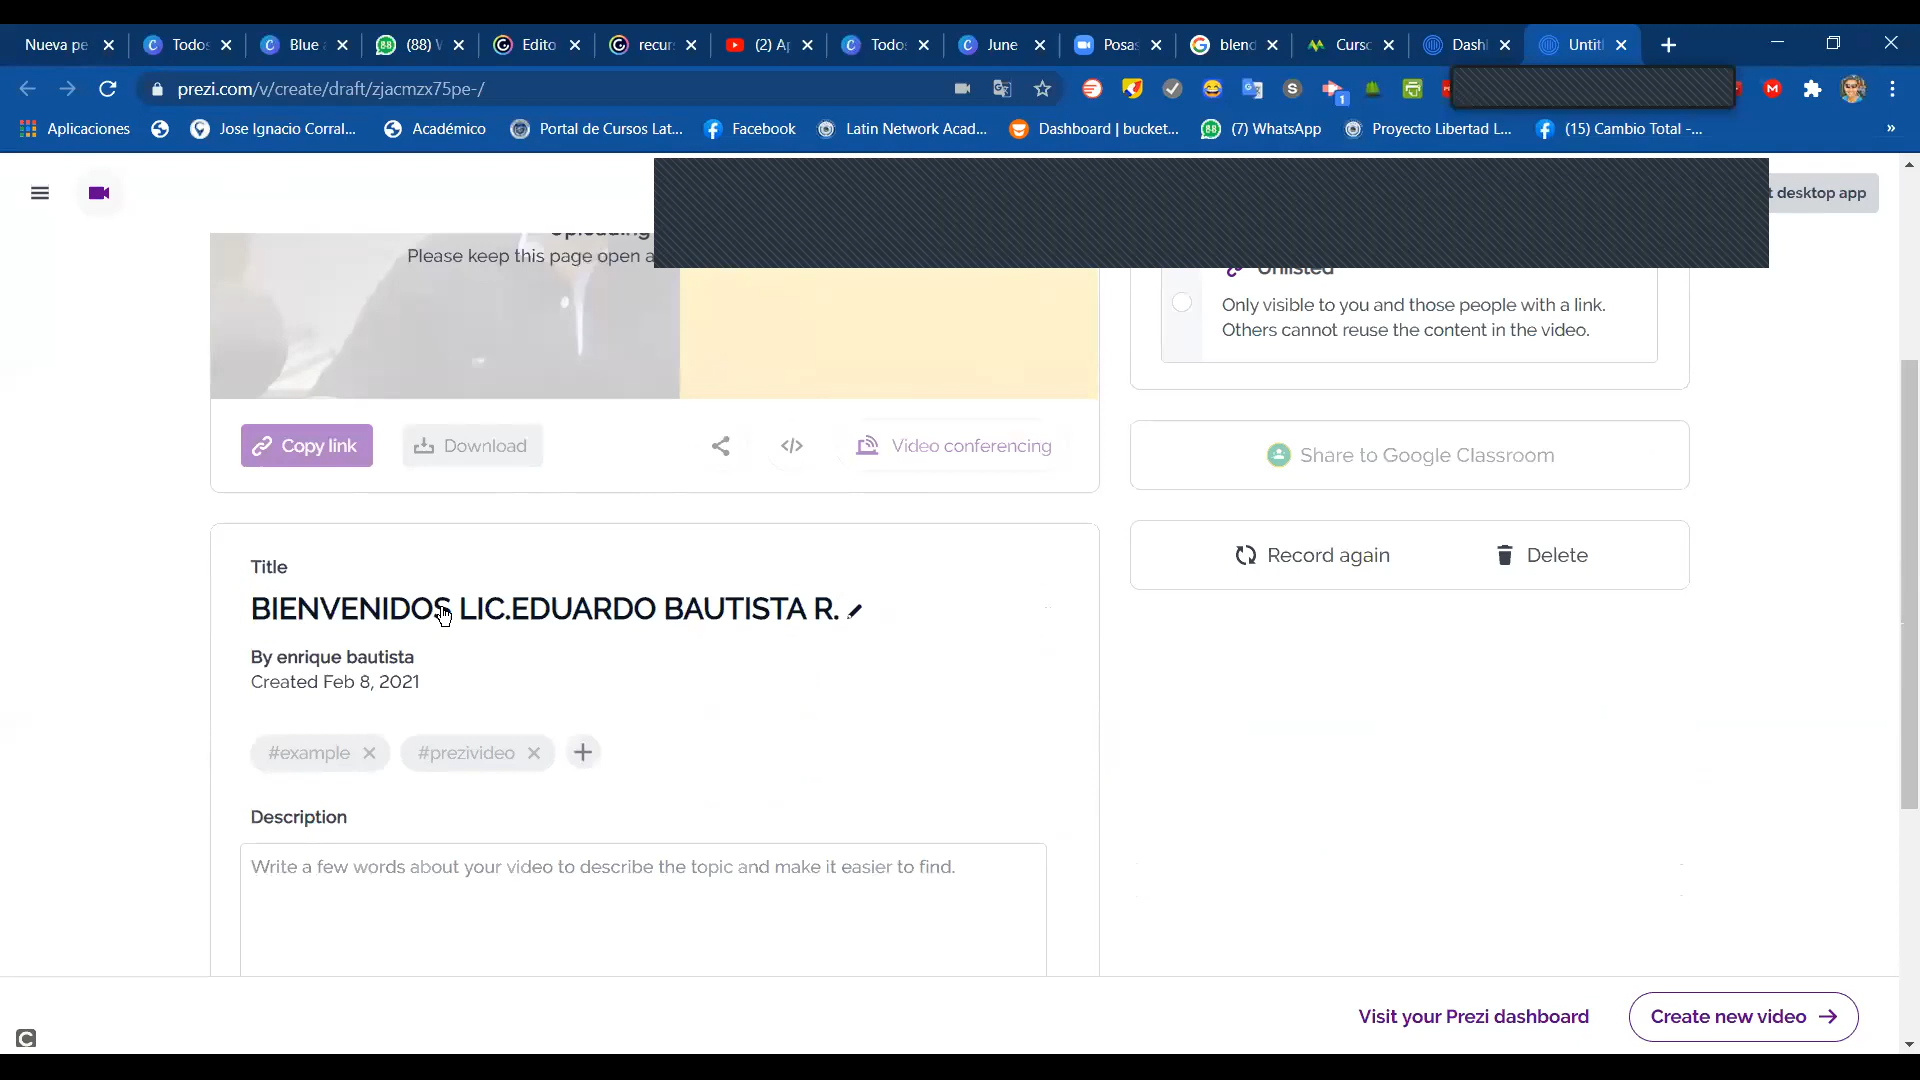 Nueva pe
Todos
Blue
(88) W
Edito
recur
(2) A
Todo
June
Posa
blend
Curso
Dash
Untit
prezi.com/v/create/draft/zjacmzx75pe-/
Aplicaciones
Jose Ignacio Corral...
Académico
Portal de Cursos Lat...
Facebook
Latin Network Acad...
Dashboard | bucket...
(7) WhatsApp
Proyecto Libertad L...
(15) Cambio Total -...
»
t desktop app
Uploading
Please keep this page open a
Unlisted
Only visible to you and those people with a link.
Others cannot reuse the content in the video.
Copy link
Download
Video conferencing
Share to Google Classroom
Record again
Delete
Title
BIENVENIDOS LIC.EDUARDO BAUTISTA R.
By enrique bautista
Created Feb 8, 2021
#example
#prezivideo
Description
Write a few words about your video to describe the topic and make it easier to find.
Visit your Prezi dashboard
Create new video